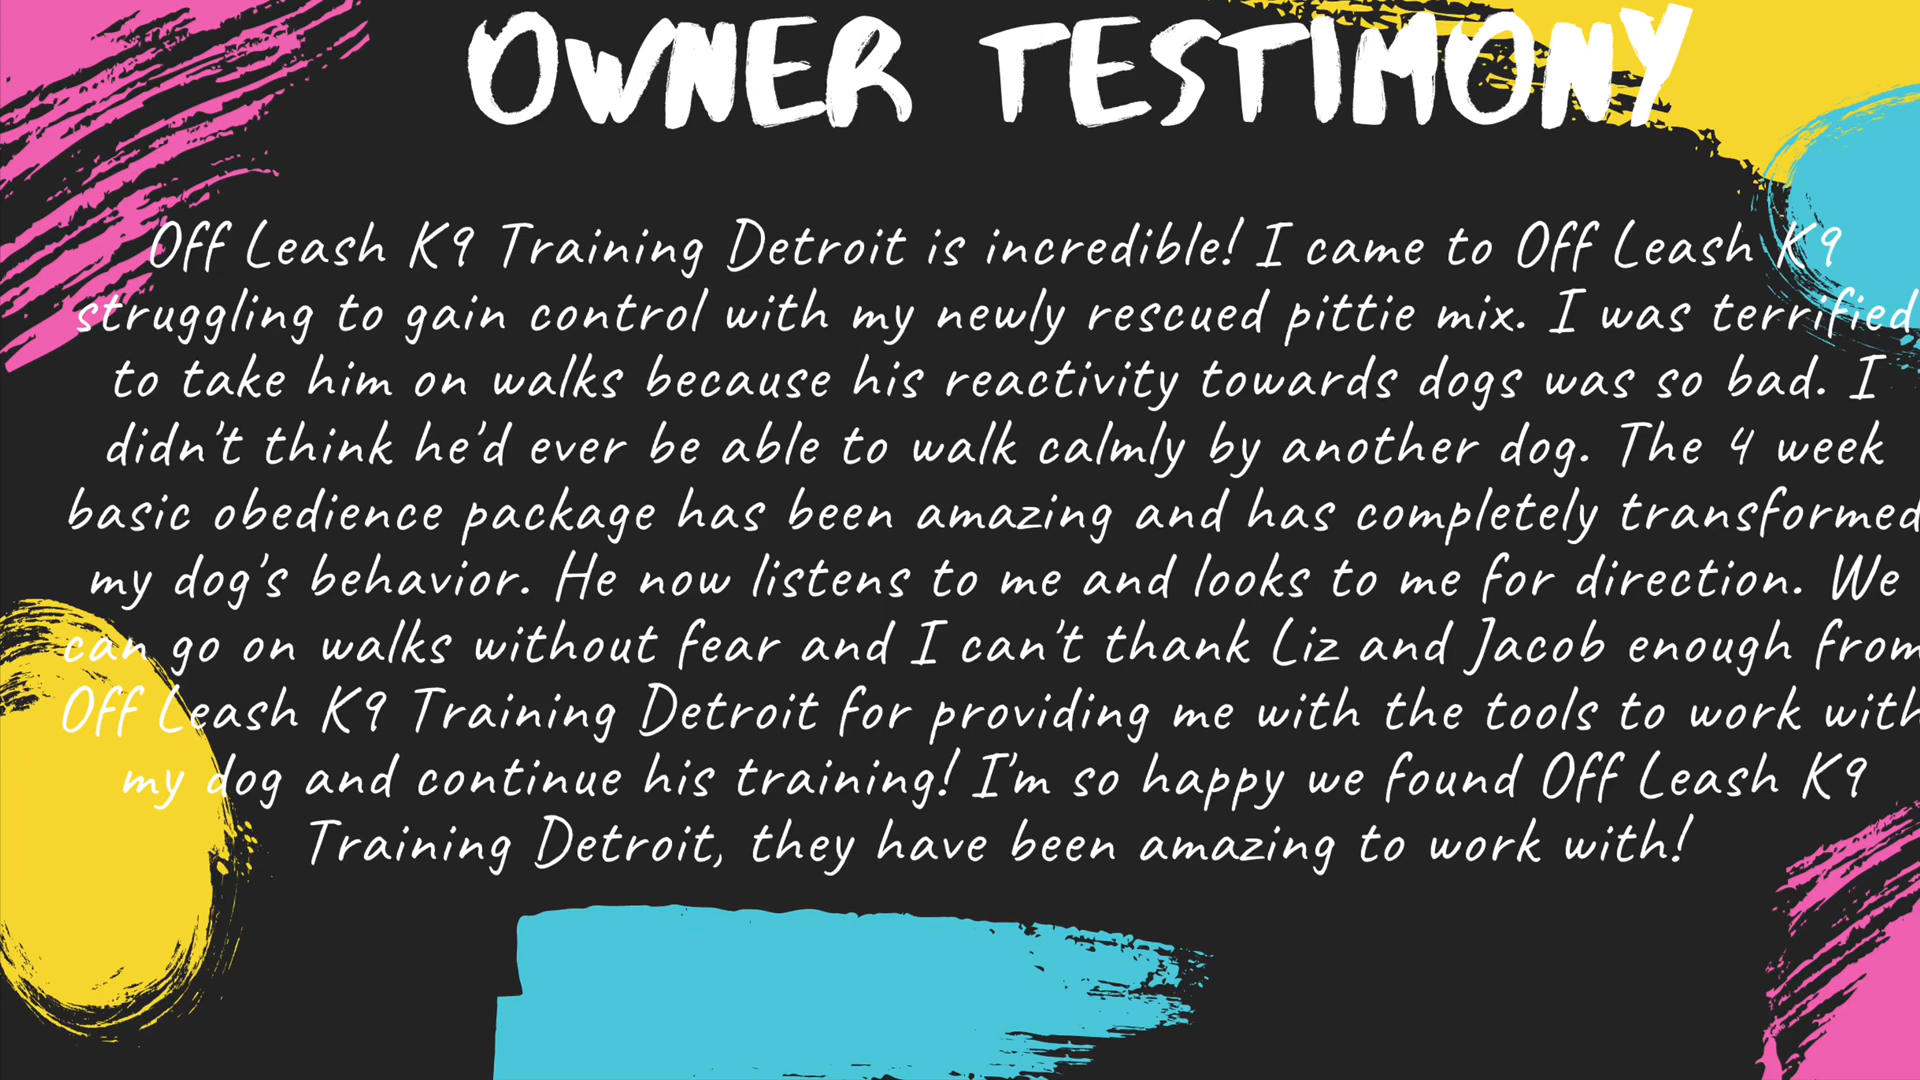 OWNER TESTIMONY
Off Leash K9 Training Detroit is incredible! I came to Off Leash K9
struggling to gain control with my newly rescued pittie mix. I was terrified
to take him on walks because his reactivity towards dogs was so bad. I
didn't think he'd ever be able to walk calmly by another dog. The 4 week
basic obedience package has been amazing and has completely transformed
my dog's behavior. He now listens to me and looks to me for direction. We
can go on walks without fear and I can't thank Liz and Jacob enough from
Off Leash K9 Training Detroit for providing me with the tools to work with
my dog and continue his training! I'm so happy we found Off Leash K9
Training Detroit, they have been amazing to work with!